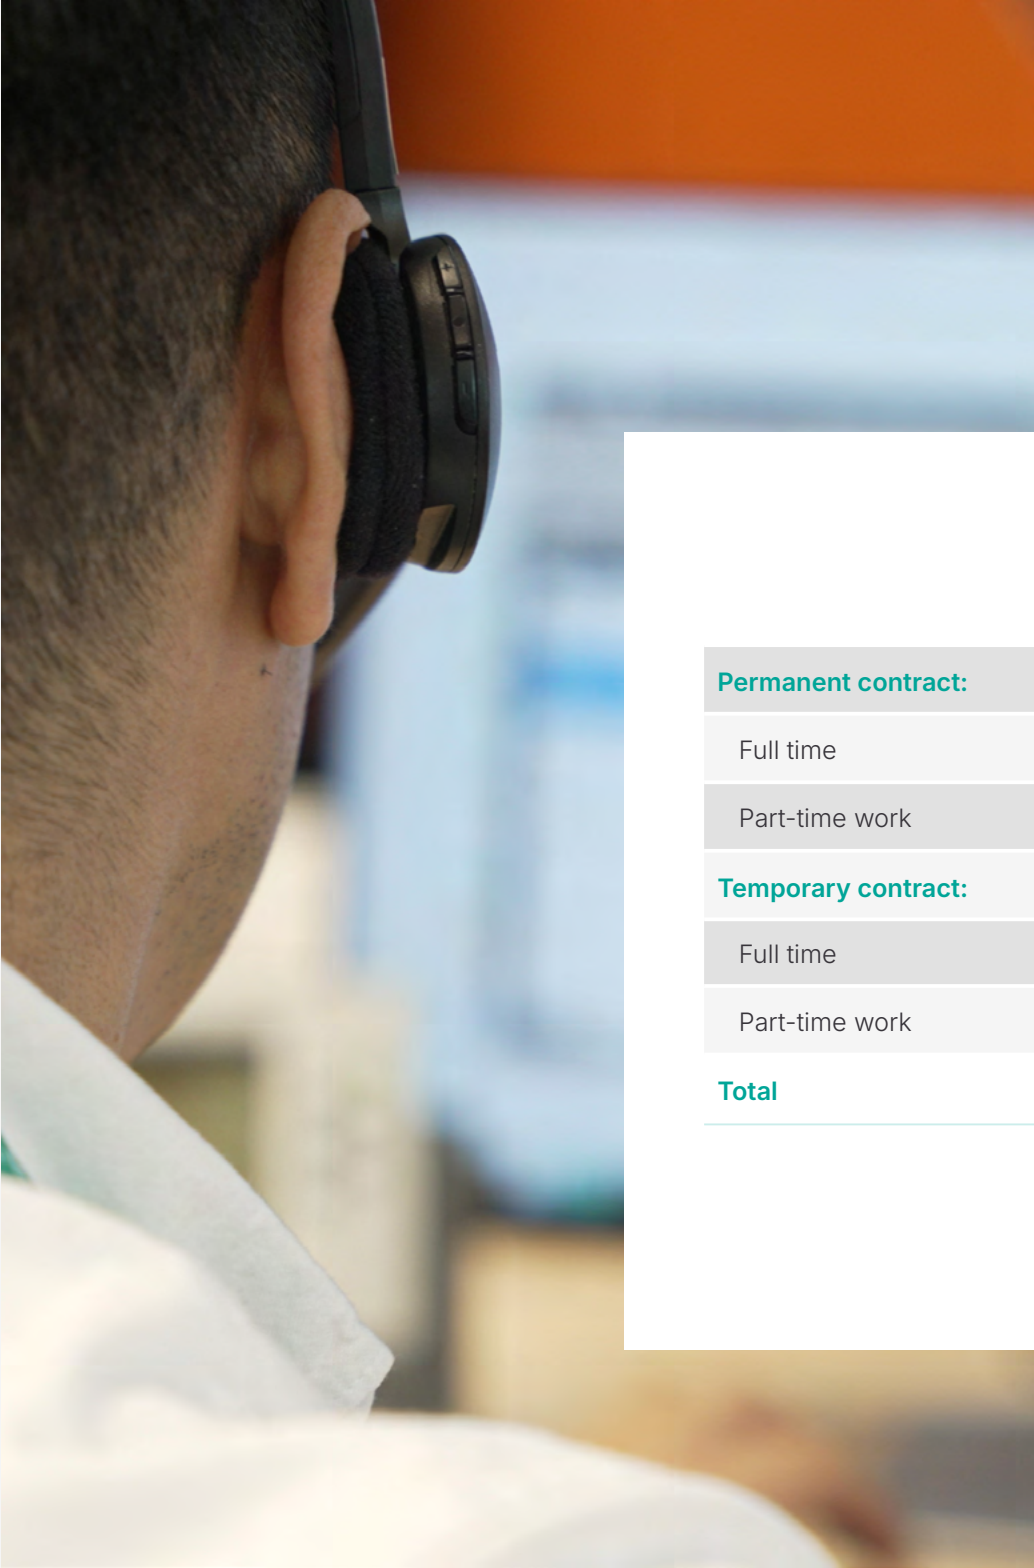 Permanent contract:
Full time
Part-time work
Temporary contract:
Full time
Part-time work
Total